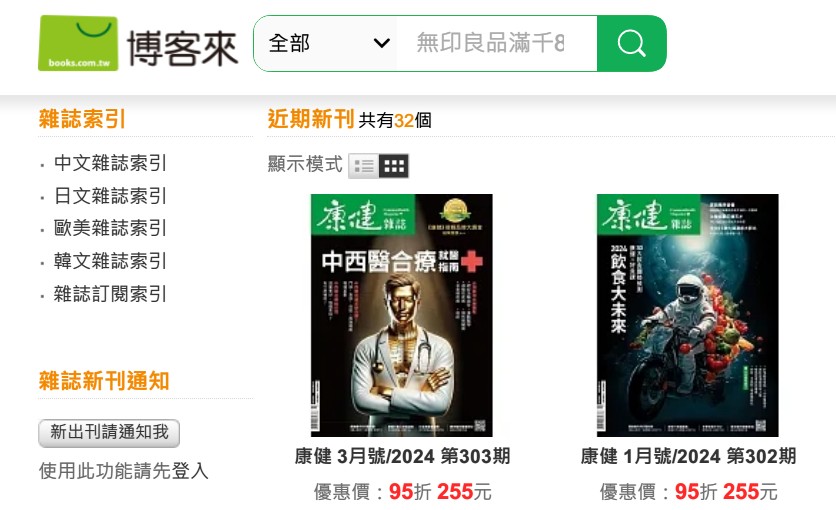 books.com.tw
博客來
全部
無印良品滿千8
雜誌索引
· 中文雜誌索引
· 日文雜誌索引
· 歐美雜誌索引
· 韓文雜誌索引
· 雜誌訂閱索引
雜誌新刊通知
新出刊請通知我
使用此功能請先登入
近期新刊 共有32個
顯示模式
康健
雜誌
中西醫合療 就醫指南
康健 3月號/2024 第303期
優惠價：95折 255元
康健
雜誌
2024
飲食大未來
康健 1月號/2024 第302期
優惠價：95折 255元